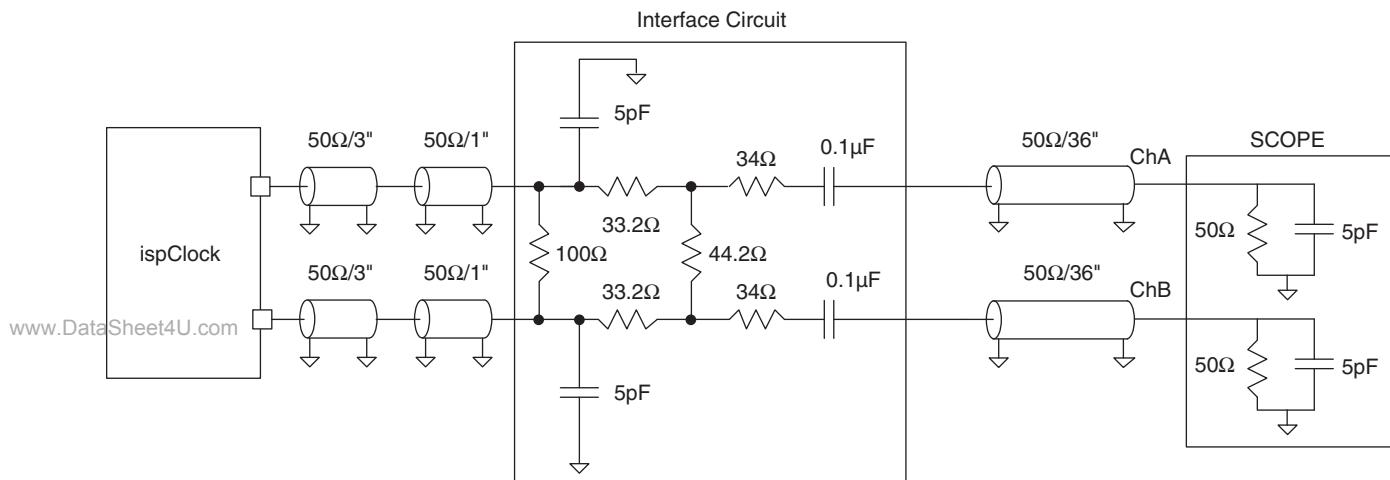 Interface Circuit
5pF
50Ω/3"
50Ω/1"
34Ω
0.1µF
50Ω/36"
ChA
SCOPE
33.2Ω
50Ω
5pF
ispClock
100Ω
44.2Ω
50Ω/3"
50Ω/1"
33.2Ω
34Ω
0.1µF
50Ω/36"
ChB
www.DataSheet4U.com
50Ω
5pF
5pF